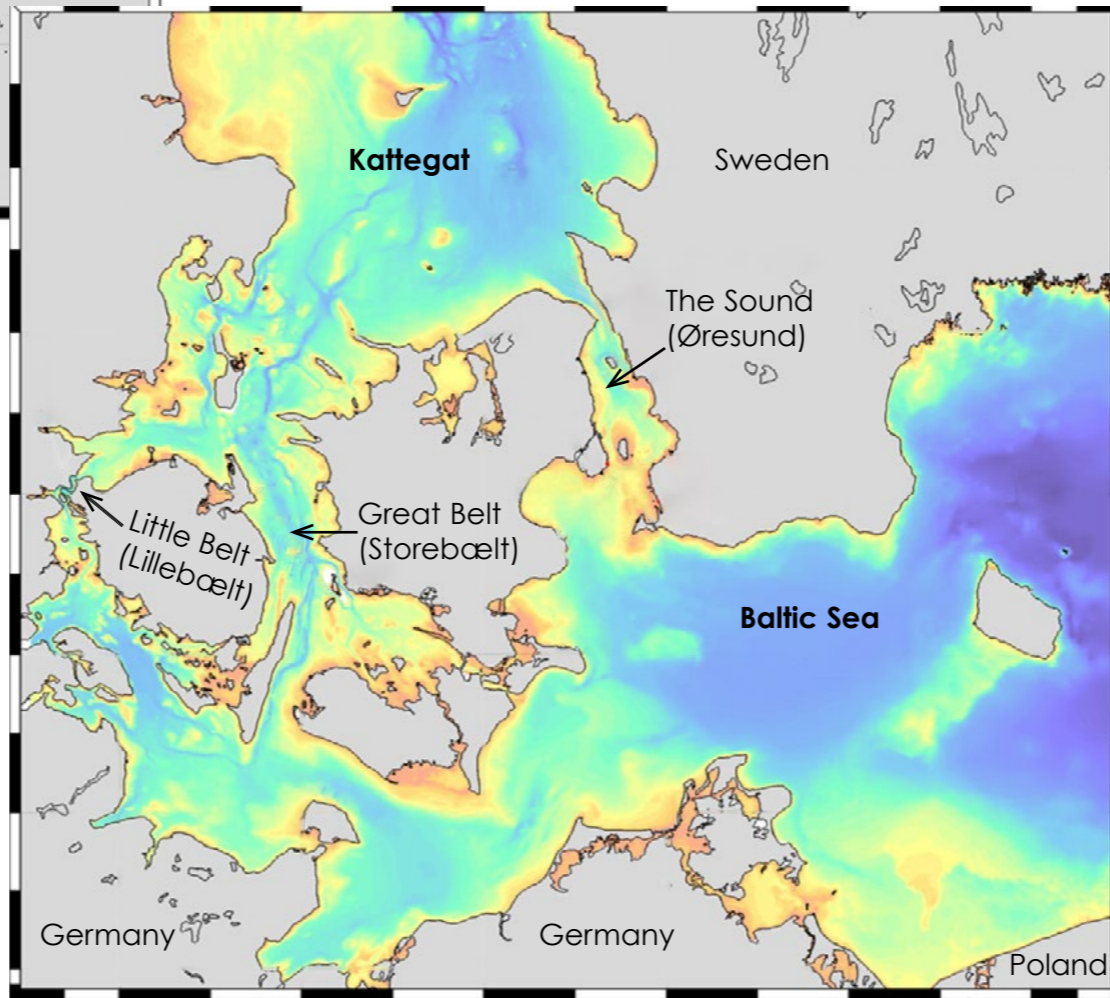 Kattegat
Sweden
The Sound
(Øresund)
Great Belt
(Storebælt)
Little Belt
(Lillebælt)
Baltic Sea
Germany
Germany
Poland